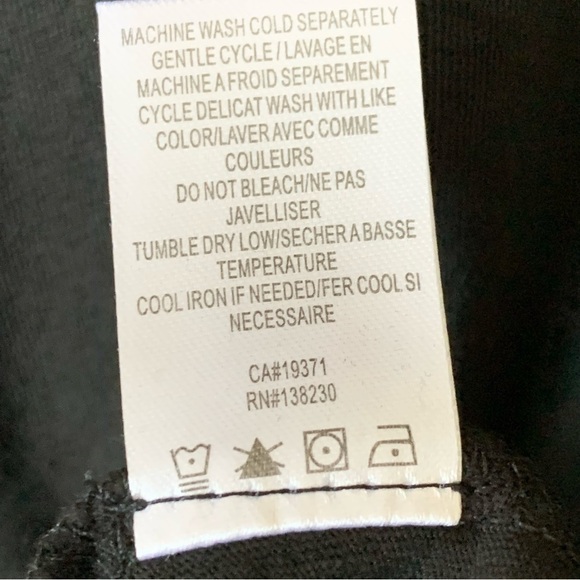 MACHINE WASH COLD SEPARATELY
GENTLE CYCLE / LAVAGE EN
MACHINE A FROID SEPAREMENT
CYCLE DELICAT WASH WITH LIKE
COLOR/LAVER AVEC COMME
COULEURS
DO NOT BLEACH/NE PAS
JAVELLISER
TUMBLE DRY LOW/SECHER A BASSE
TEMPERATURE
COOL IRON IF NEEDED/FER COOL SI
NECESSAIRE
CA#19371
RN#138230